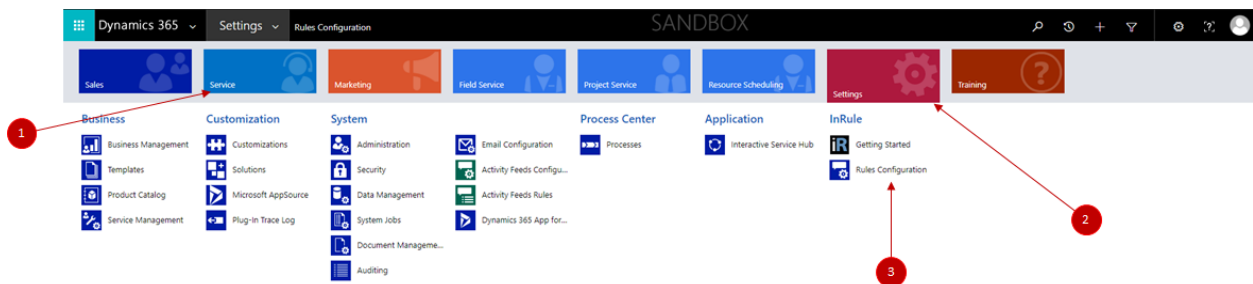 Dynamics 365 Settings Rules Configuration SANDBOX
Sales Service Marketing Field Service Project Service Resource Scheduling Settings Training
1
Business Customization System Process Center Application InRule
Business Management Customizations Administration Email Configuration Processes Interactive Service Hub iR Getting Started
Templates Solutions Security Activity Feeds Configu... Rules Configuration
Product Catalog Microsoft AppSource Data Management Activity Feeds Rules
Service Management Plug-In Trace Log System Jobs Dynamics 365 App for... 2
Document Manageme...
Auditing 3